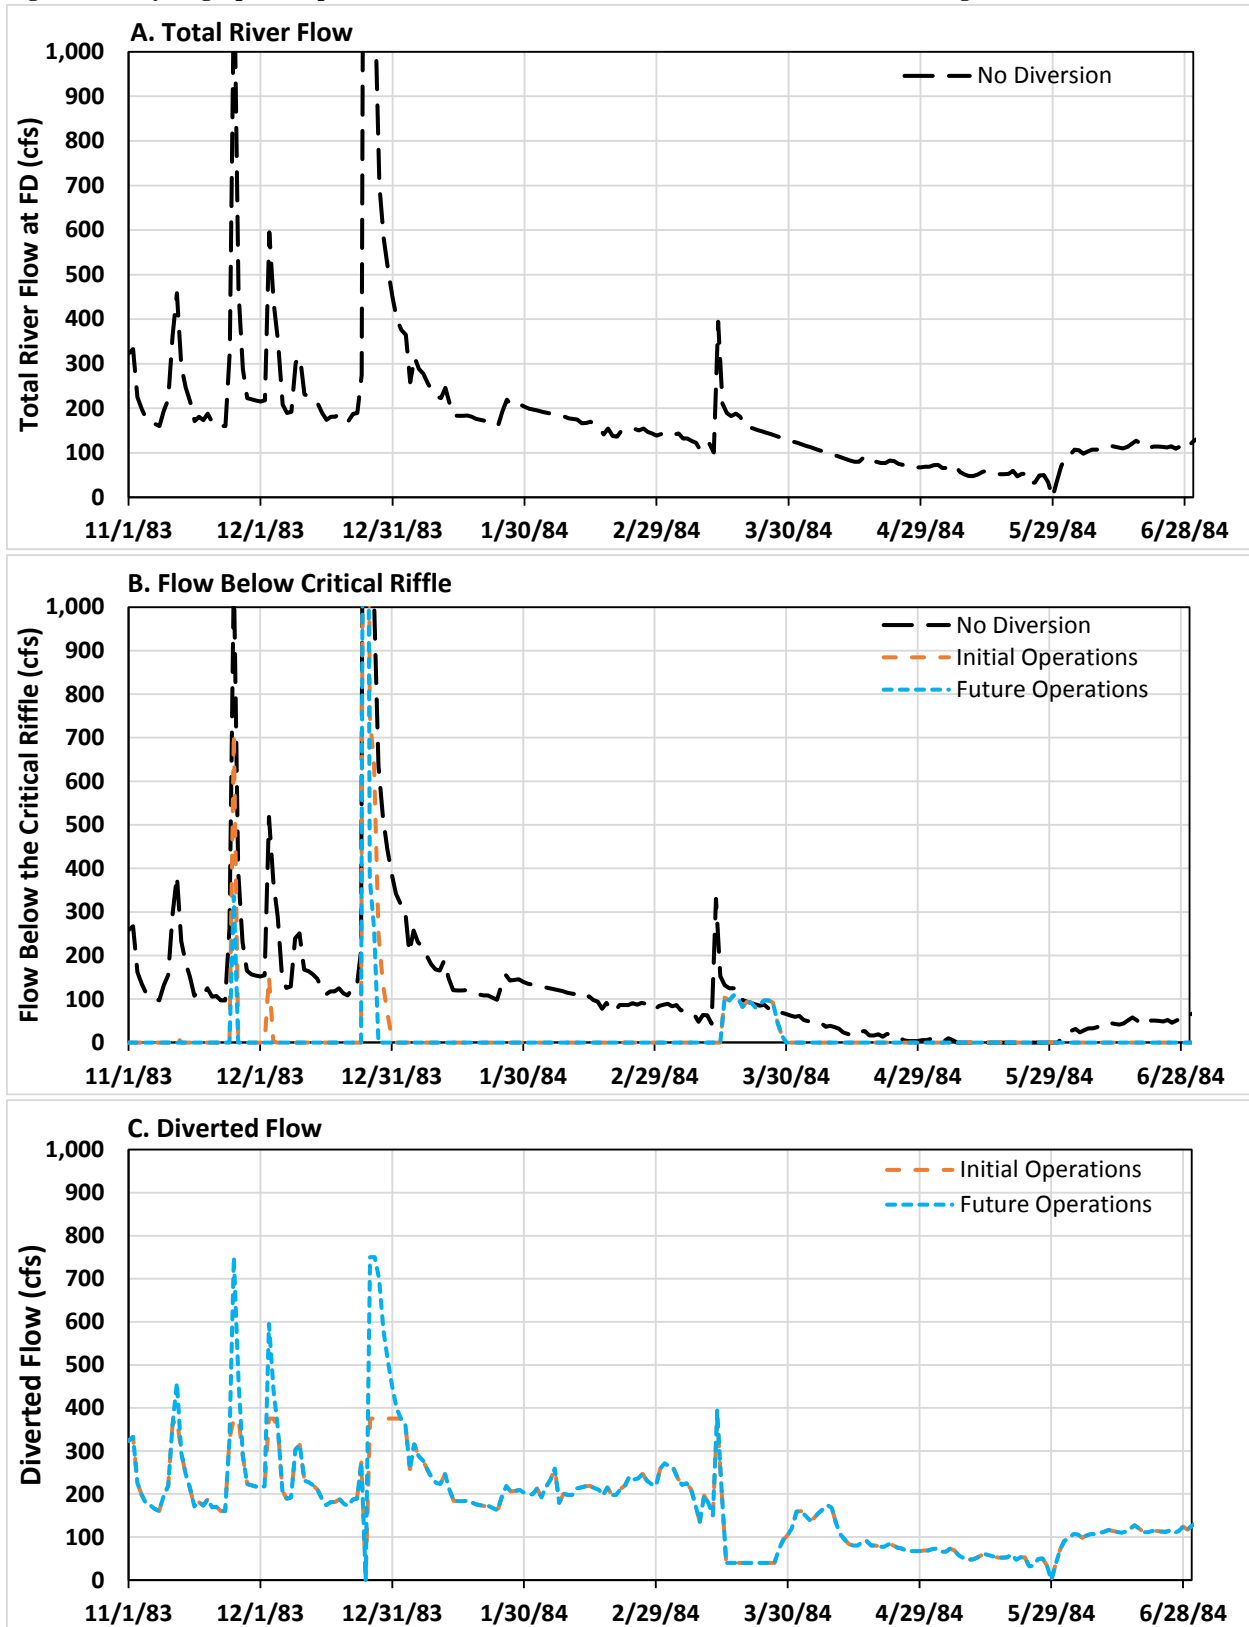 A. Total River Flow
Total River Flow at FD (cfs)
1,000
900
800
700
600
500
400
300
200
100
0
No Diversion
11/1/83 12/1/83 12/31/83 1/30/84 2/29/84 3/30/84 4/29/84 5/29/84 6/28/84
B. Flow Below Critical Riffle
Flow Below the Critical Riffle (cfs)
1,000
900
800
700
600
500
400
300
200
100
0
No Diversion
Initial Operations
Future Operations
11/1/83 12/1/83 12/31/83 1/30/84 2/29/84 3/30/84 4/29/84 5/29/84 6/28/84
C. Diverted Flow
Diverted Flow (cfs)
1,000
900
800
700
600
500
400
300
200
100
0
Initial Operations
Future Operations
11/1/83 12/1/83 12/31/83 1/30/84 2/29/84 3/30/84 4/29/84 5/29/84 6/28/84